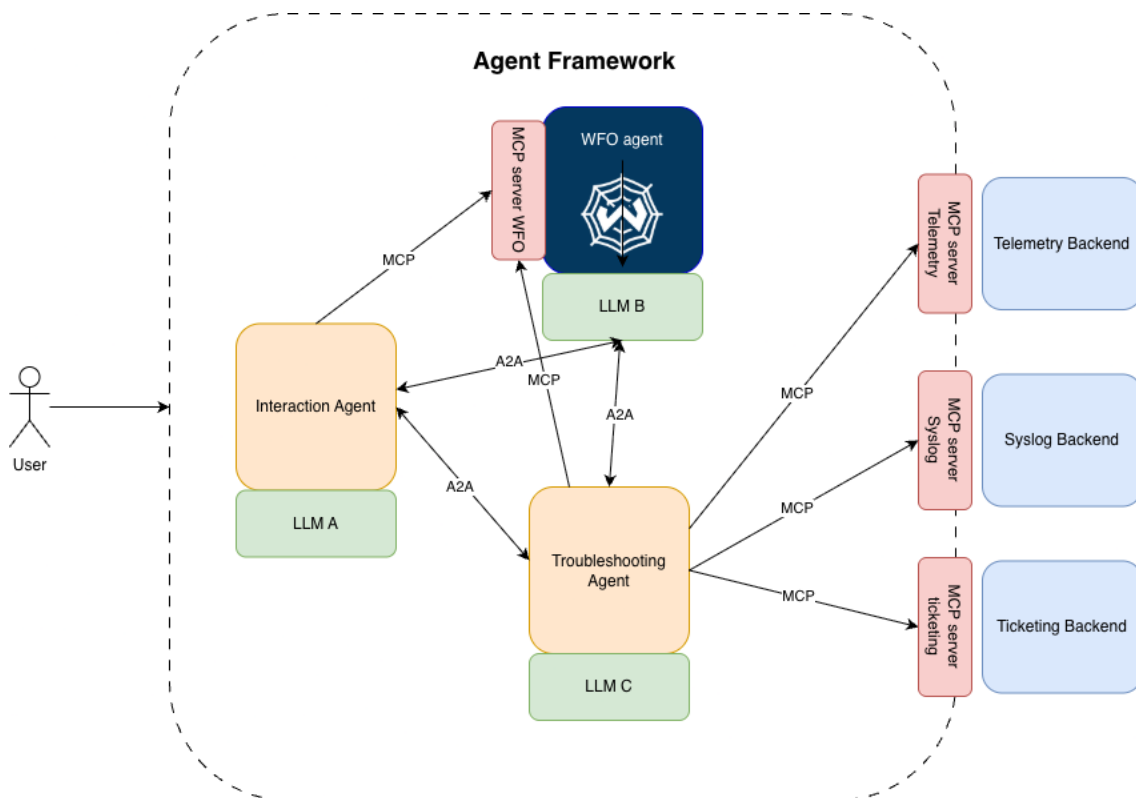 Agent Framework
MCP server WFO
WFO agent
LLM B
MCP
A2A
MCP
A2A
Interaction Agent
LLM A
A2A
User
Troubleshooting
Agent
LLM C
MCP
MCP
MCP
MCP server
Telemetry
Telemetry Backend
MCP server
Syslog
Syslog Backend
MCP server
ticketing
Ticketing Backend